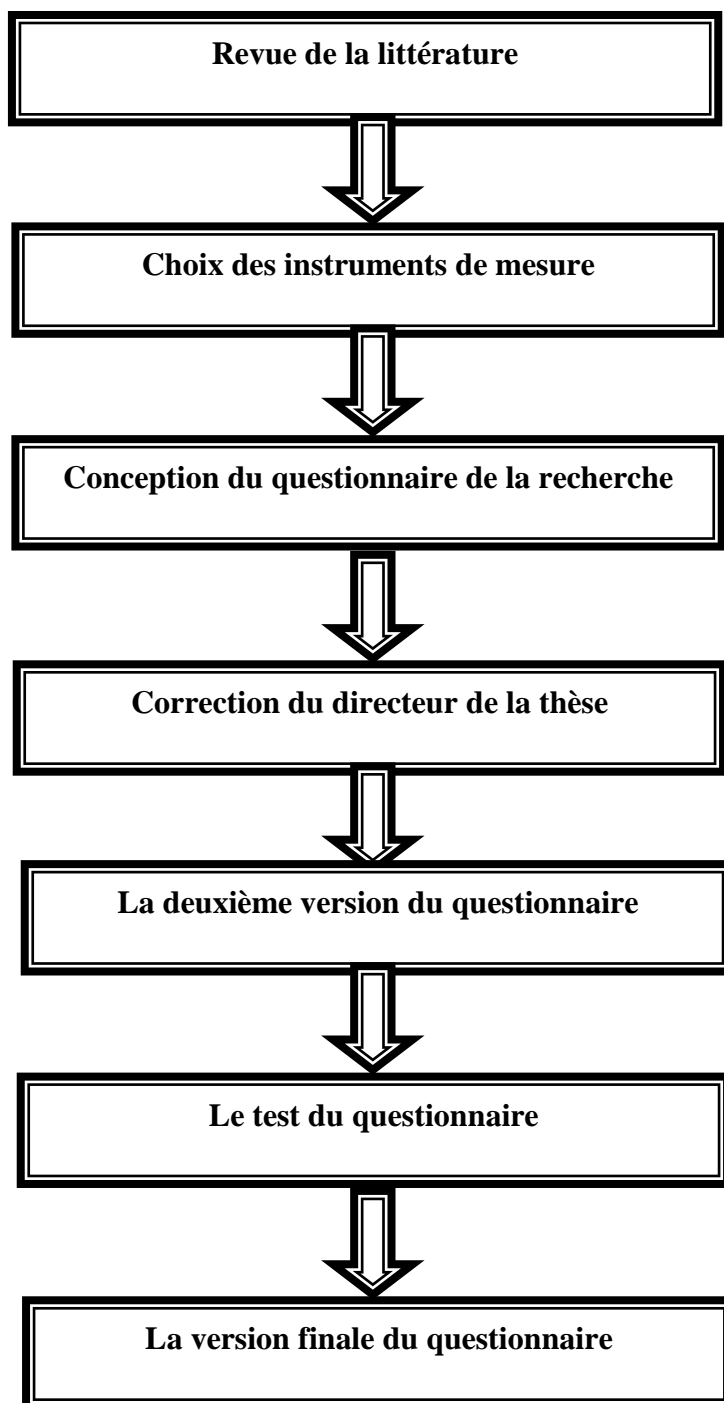 Revue de la littérature
Choix des instruments de mesure
Conception du questionnaire de la recherche
Correction du directeur de la thèse
La deuxième version du questionnaire
Le test du questionnaire
La version finale du questionnaire